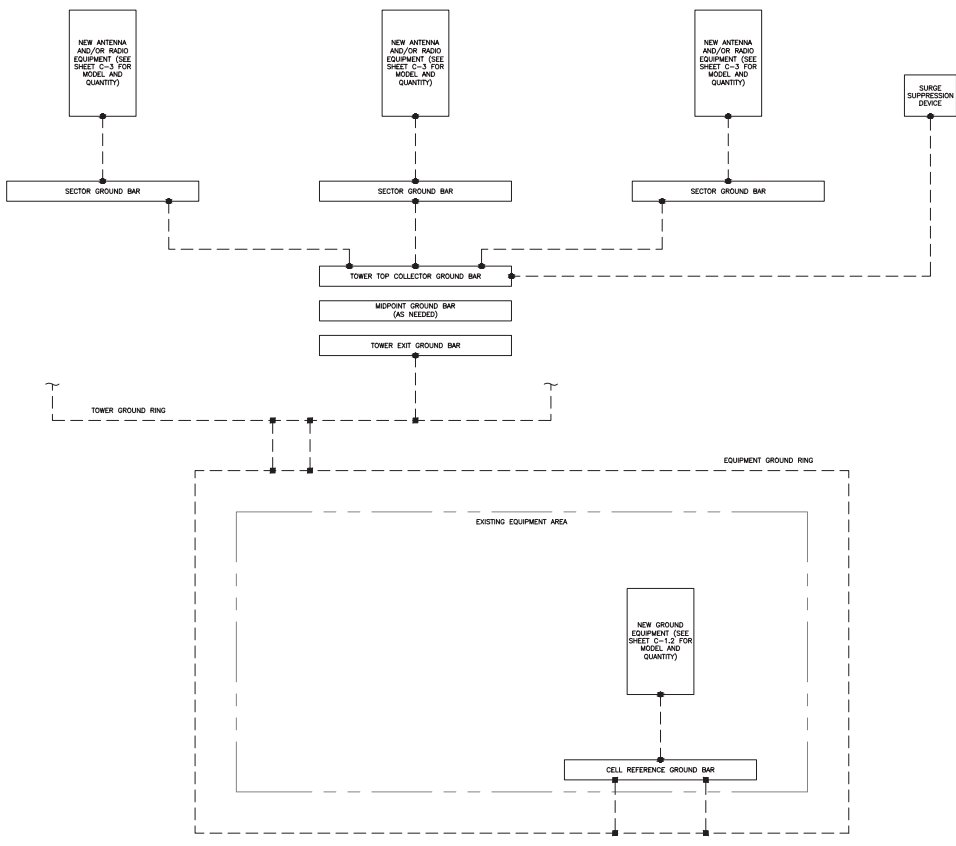 NEW ANTENNA
AND/OR RADIO
EQUIPMENT (SEE
SHEET C-3 FOR
MODEL AND
QUANTITY)
NEW ANTENNA
AND/OR RADIO
EQUIPMENT (SEE
SHEET C-3 FOR
MODEL AND
QUANTITY)
NEW ANTENNA
AND/OR RADIO
EQUIPMENT (SEE
SHEET C-3 FOR
MODEL AND
QUANTITY)
SURGE
SUPPRESSION
DEVICE
SECTOR GROUND BAR
SECTOR GROUND BAR
SECTOR GROUND BAR
TOWER TOP COLLECTOR GROUND BAR
MIDPOINT GROUND BAR
(AS NEEDED)
TOWER EXIT GROUND BAR
TOWER GROUND RING
EQUIPMENT GROUND RING
EXISTING EQUIPMENT AREA
NEW GROUND
EQUIPMENT (SEE
SHEET C-1.2 FOR
MODEL AND
QUANTITY)
CELL REFERENCE GROUND BAR